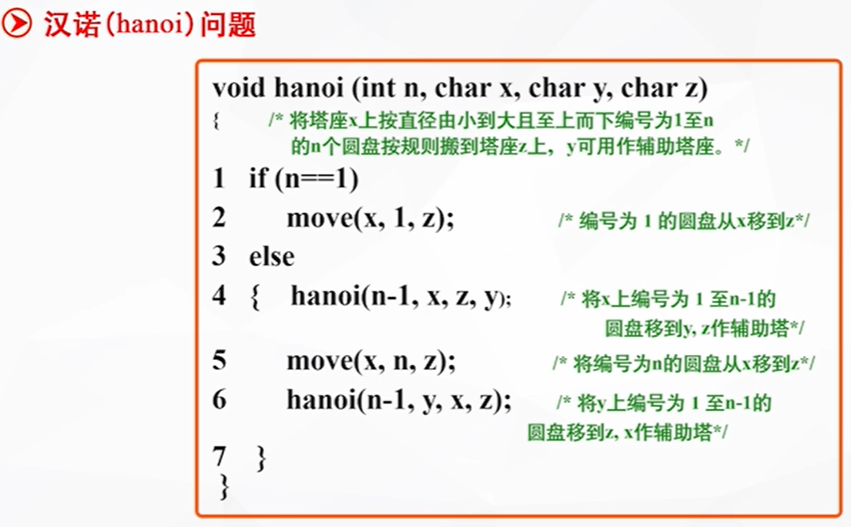 汉诺(hanoi)问题
void hanoi (int n, char x, char y, char z)
{ /* 将塔座x上按直径由小到大且至上而下编号为1至n
的n个圆盘按规则搬到塔座z上，y可用作辅助塔座。*/
1 if (n==1)
2 move(x, 1, z); /* 编号为 1 的圆盘从x移到z*/
3 else
4 { hanoi(n-1, x, z, y); /* 将x上编号为 1 至n-1的
圆盘移到y, z作辅助塔*/
5 move(x, n, z); /* 将编号为n的圆盘从x移到z*/
6 hanoi(n-1, y, x, z); /* 将y上编号为 1 至n-1的
圆盘移到z, x作辅助塔*/
7 }
}